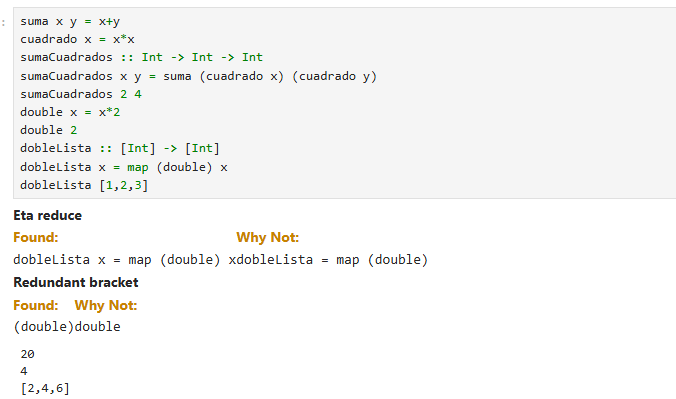 :
suma x y = x+y
cuadrado x = x*x
sumaCuadrados :: Int -> Int -> Int
sumaCuadrados x y = suma (cuadrado x) (cuadrado y)
sumaCuadrados 2 4
double x = x*2
double 2
dobleLista :: [Int] -> [Int]
dobleLista x = map (double) x
dobleLista [1,2,3]
Eta reduce
Found: Why Not:
dobleLista x = map (double) xdobleLista = map (double)
Redundant bracket
Found: Why Not:
(double)double
20
4
[2,4,6]